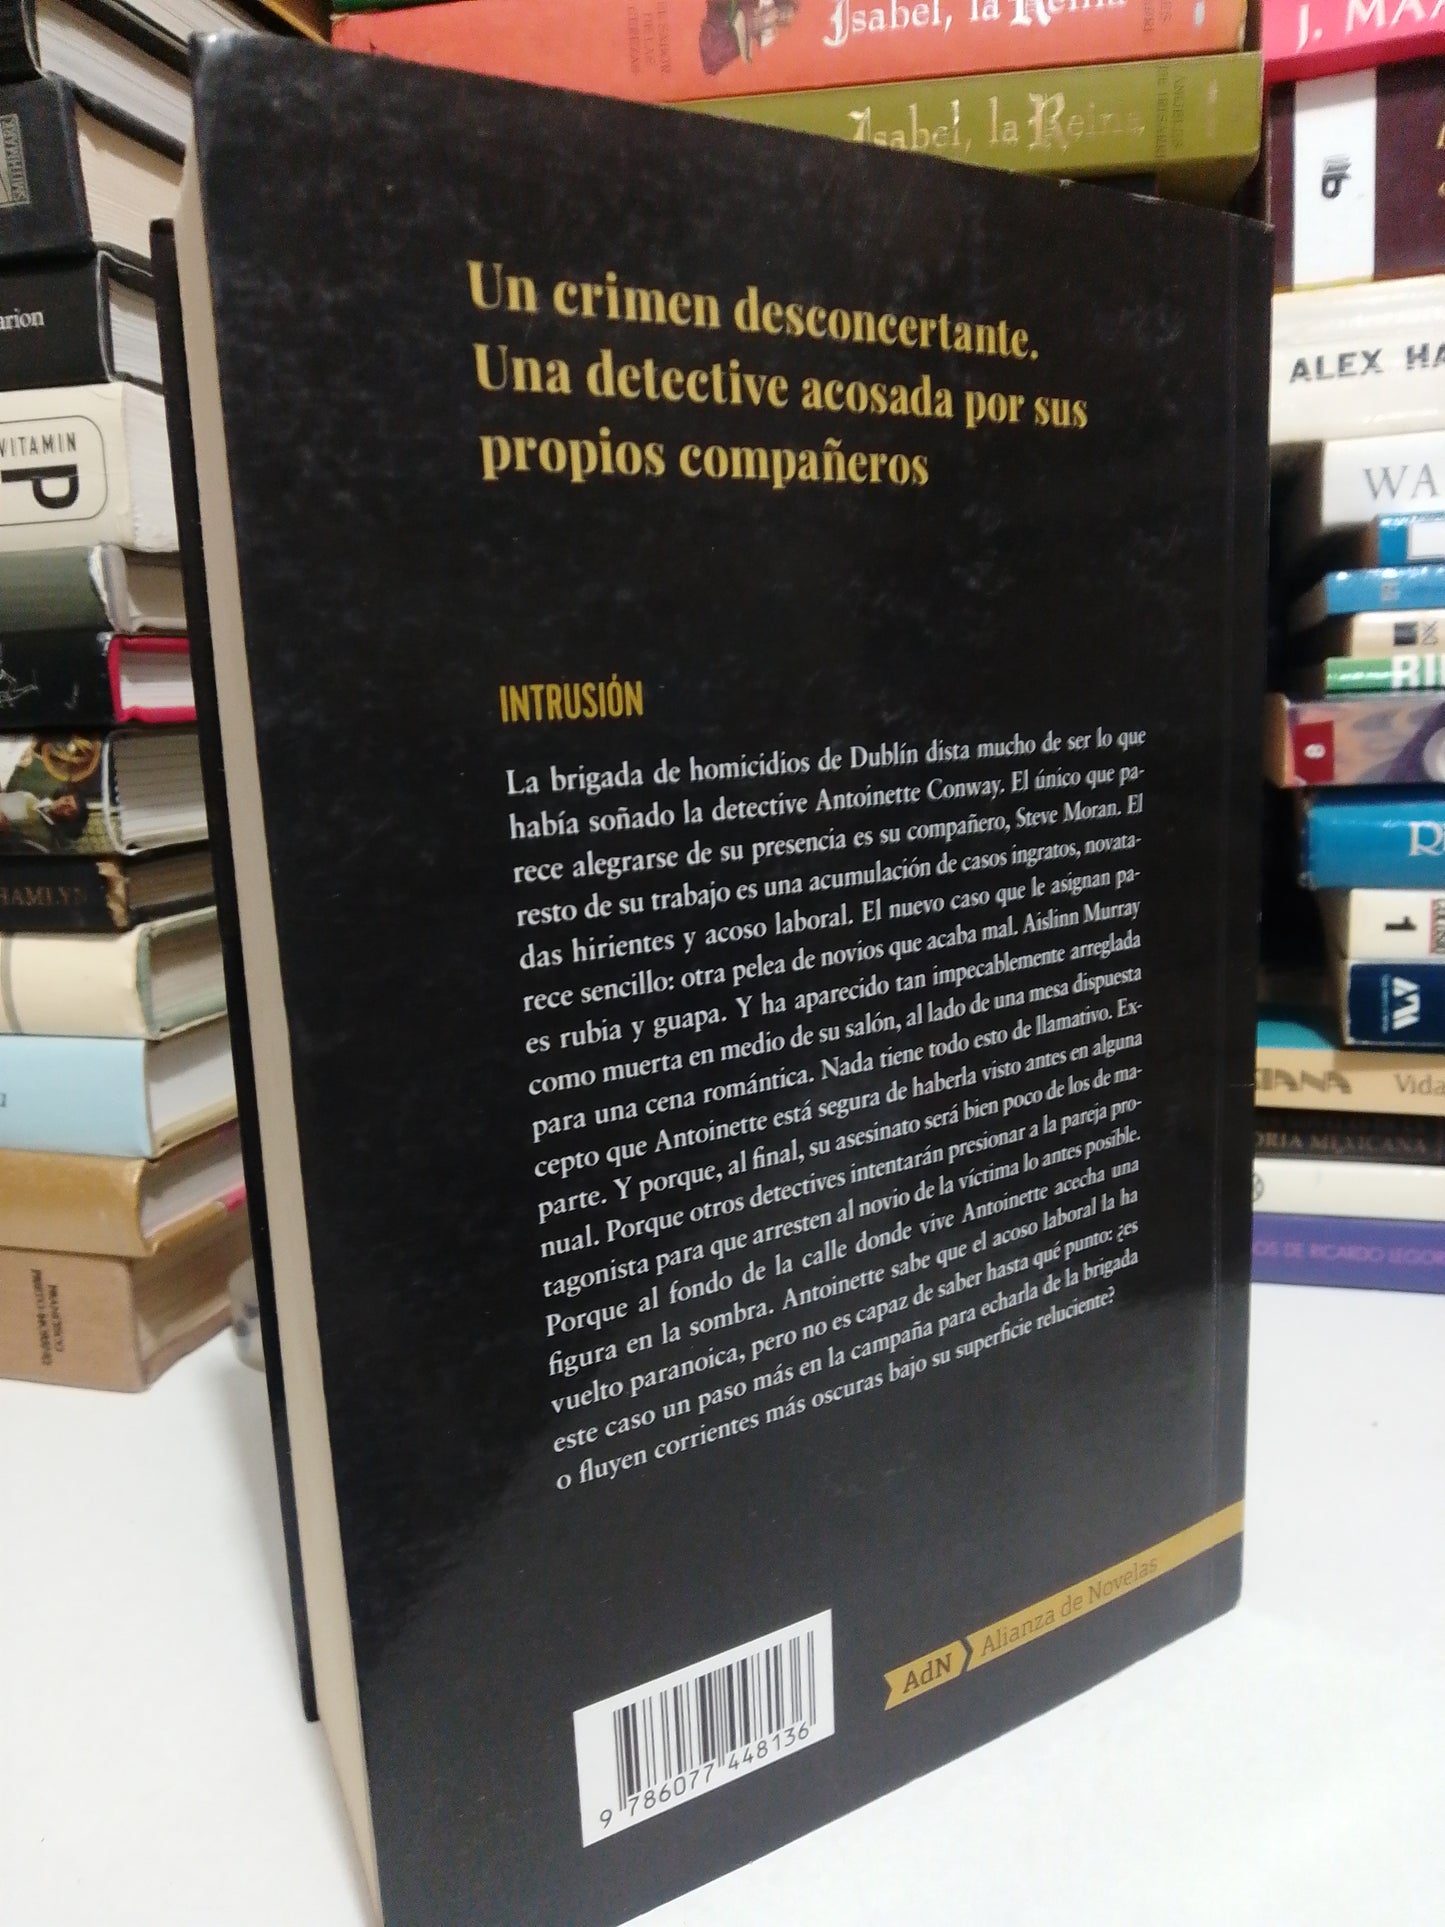 Isabel, la Reina
Isabel, la Reina
J. MA
SMITHMARK
arion
VITAMIN
P
HAMLYN
Un crimen desconcertante.
Una detective acosada por sus
propios compañeros
INTRUSIÓN
La brigada de homicidios de Dublín dista mucho de ser lo que
había soñado la detective Antoinette Conway. El único que pa-
rece alegrarse de su presencia es su compañero, Steve Moran. El
resto de su trabajo es una acumulación de casos ingratos, novata-
das hirientes y acoso laboral. El nuevo caso que le asignan pa-
rece sencillo: otra pelea de novios que acaba mal. Aislinn Murray
es rubia y guapa. Y ha aparecido tan impecablemente arreglada
como muerta en medio de su salón, al lado de una mesa dispuesta
para una cena romántica. Nada tiene todo esto de llamativo. Ex-
cepto que Antoinette está segura de haberla visto antes en alguna
parte. Y porque, al final, su asesinato será bien poco de los de ma-
nual. Porque otros detectives intentarán presionar a la pareja pro-
tagonista para que arresten al novio de la víctima lo antes posible.
Porque al fondo de la calle donde vive Antoinette acecha una
figura en la sombra. Antoinette sabe que el acoso laboral la ha
vuelto paranoica, pero no es capaz de saber hasta qué punto: ¿es
este caso un paso más en la campaña para echarla de la brigada
o fluyen corrientes más oscuras bajo su superficie reluciente?
AdN Alianza de Novelas
9 786077 448136
ALEX HA
WA
RI
1
IANA Vida
ORIA MEXICANA
OS DE RICARDO LEGOR